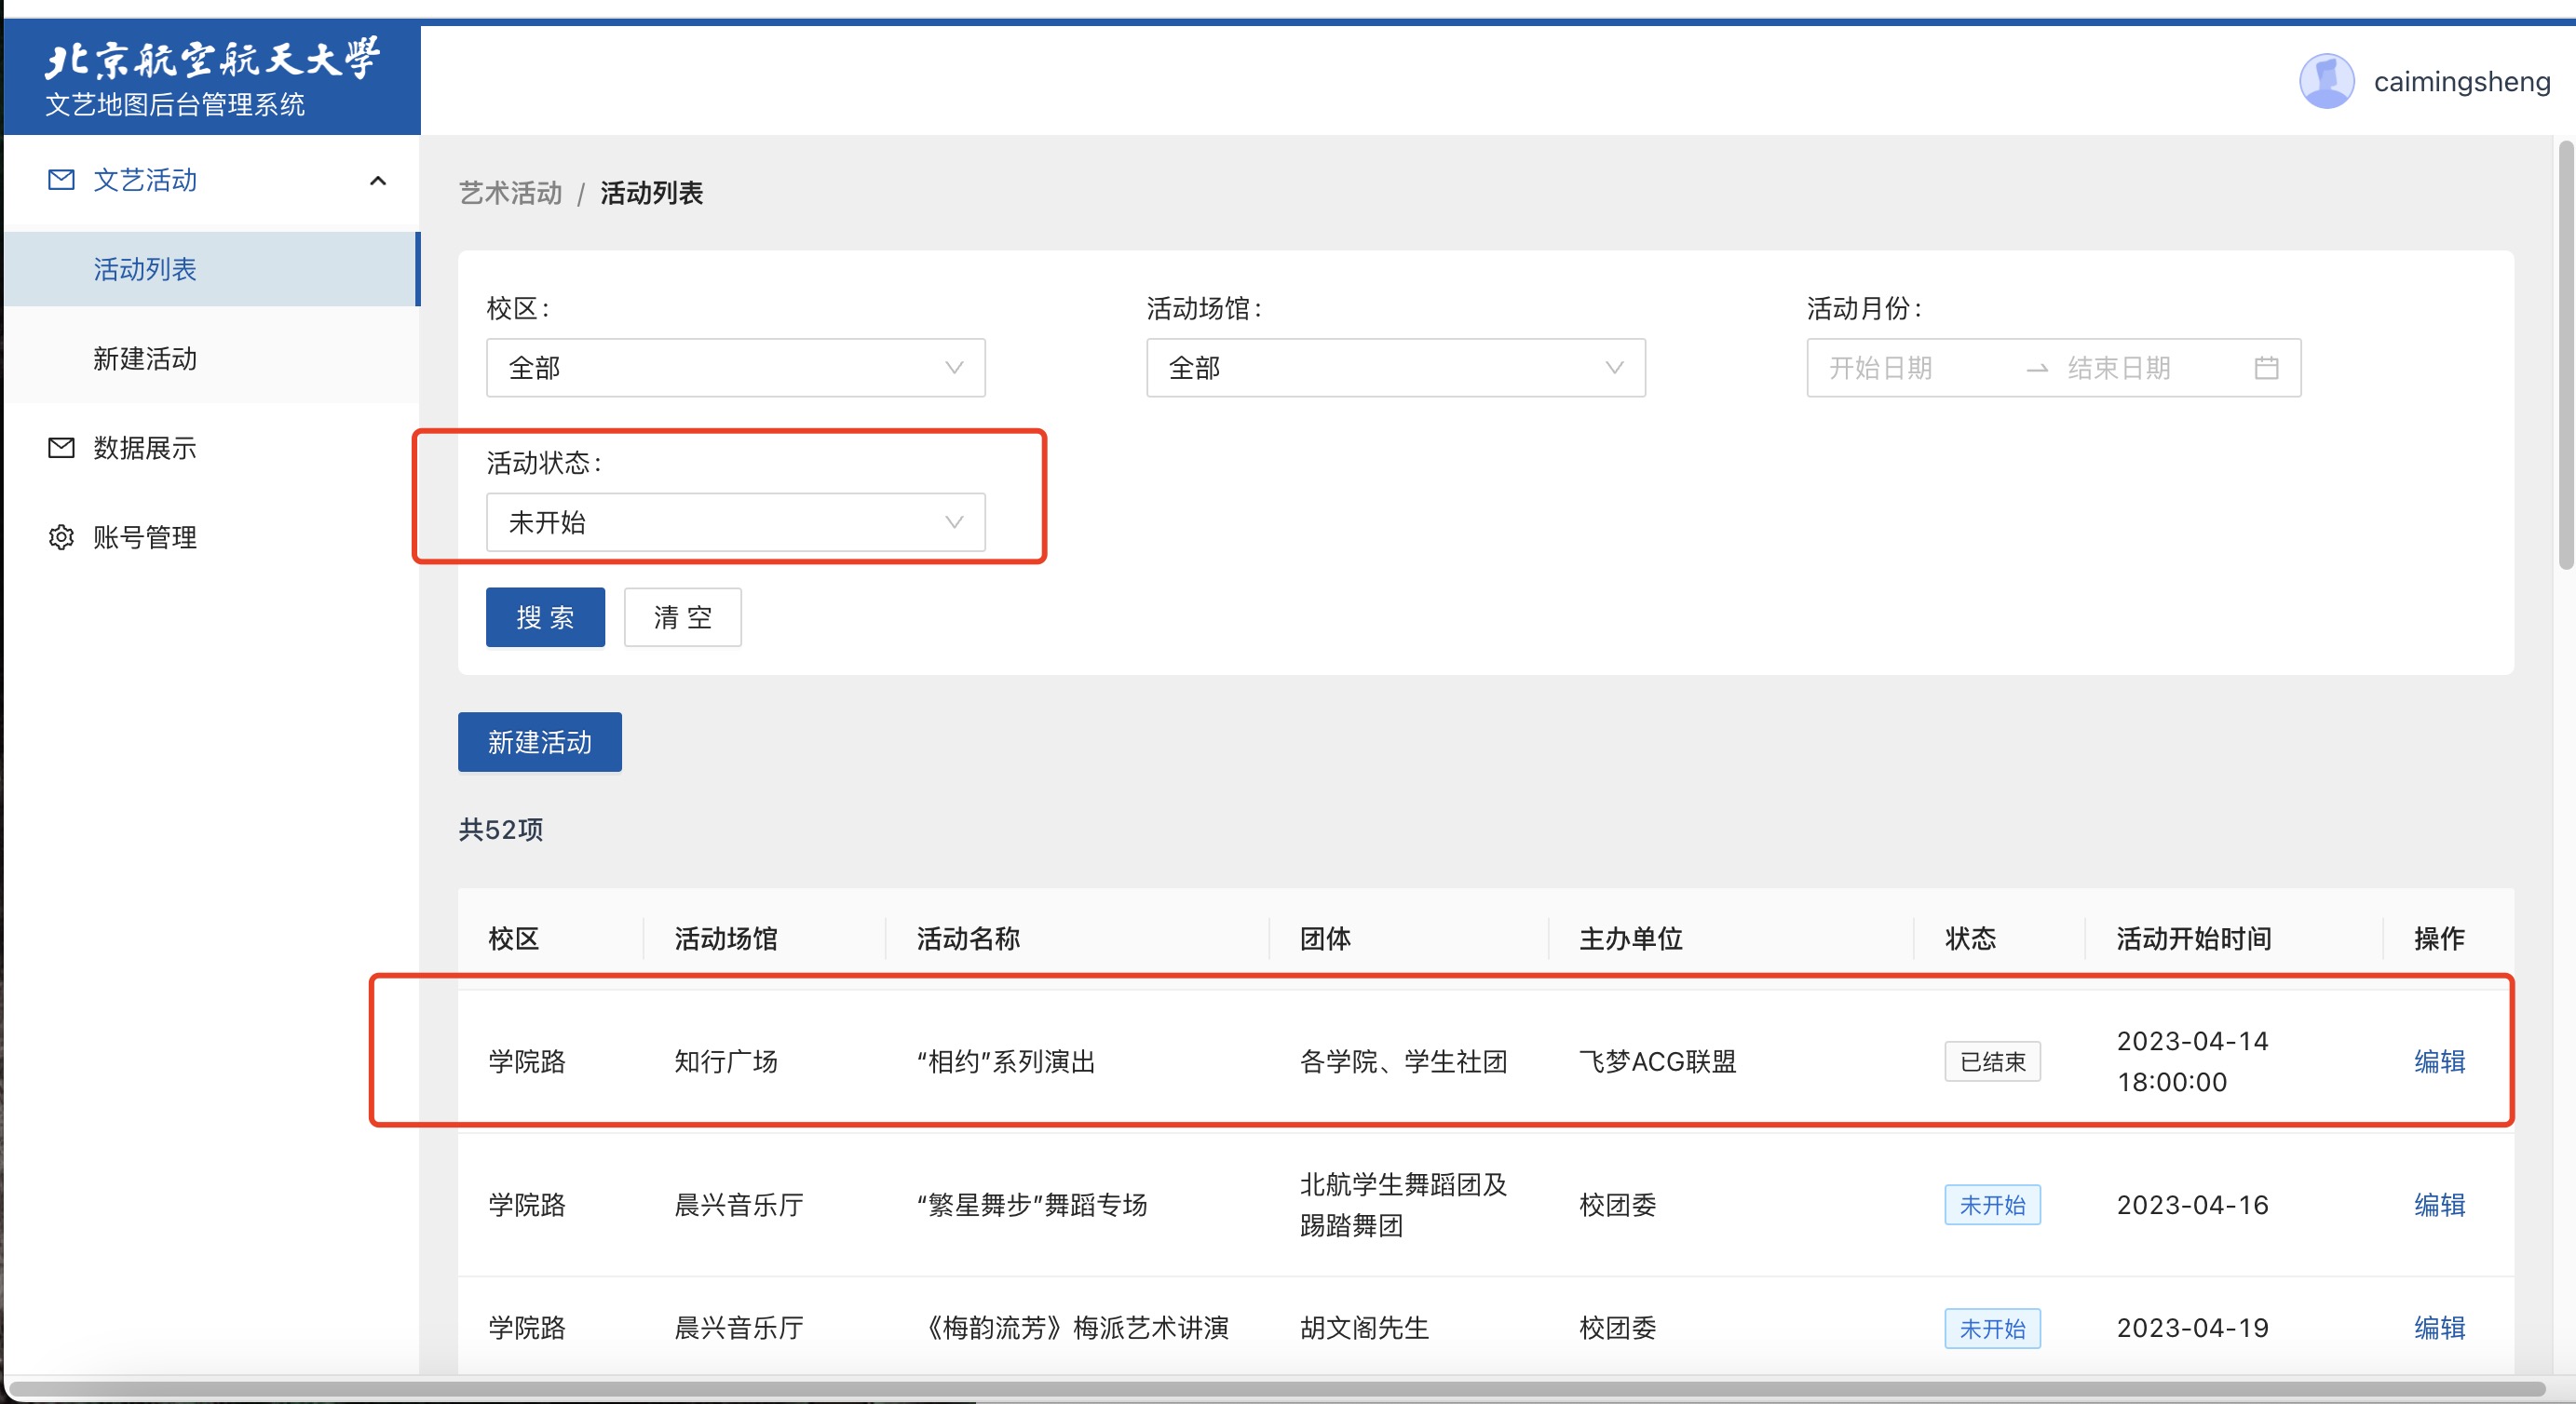 北京航空航天大學
文艺地图后台管理系统
caimingsheng
文艺活动
活动列表
新建活动
数据展示
账号管理
艺术活动 / 活动列表
校区:
全部
活动场馆:
全部
活动月份:
开始日期 → 结束日期
活动状态:
未开始
搜 索 清 空
新建活动
共52项
校区 活动场馆 活动名称 团体 主办单位 状态 活动开始时间 操作
学院路 知行广场 “相约”系列演出 各学院、学生社团 飞梦ACG联盟 已结束 2023-04-14
18:00:00 编辑
学院路 晨兴音乐厅 “繁星舞步”舞蹈专场 北航学生舞蹈团及
踢踏舞团 校团委 未开始 2023-04-16 编辑
学院路 晨兴音乐厅 《梅韵流芳》梅派艺术讲演 胡文阁先生 校团委 未开始 2023-04-19 编辑